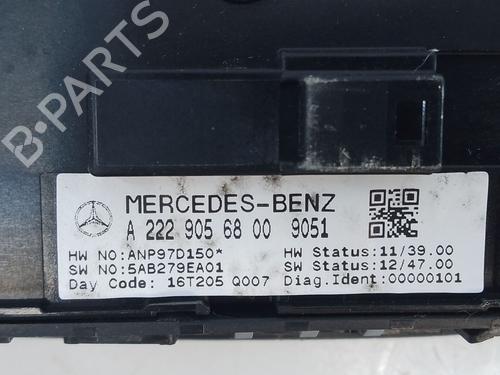 B-PARTS
MERCEDES-BENZ
A 222 905 68 00 9051
HW NO:ANP97D150* HW Status:11/39.00
SW NO:5AB279EA01 SW Status:12/47.00
Day Code: 16T205 Q007 Diag.Ident:00000101